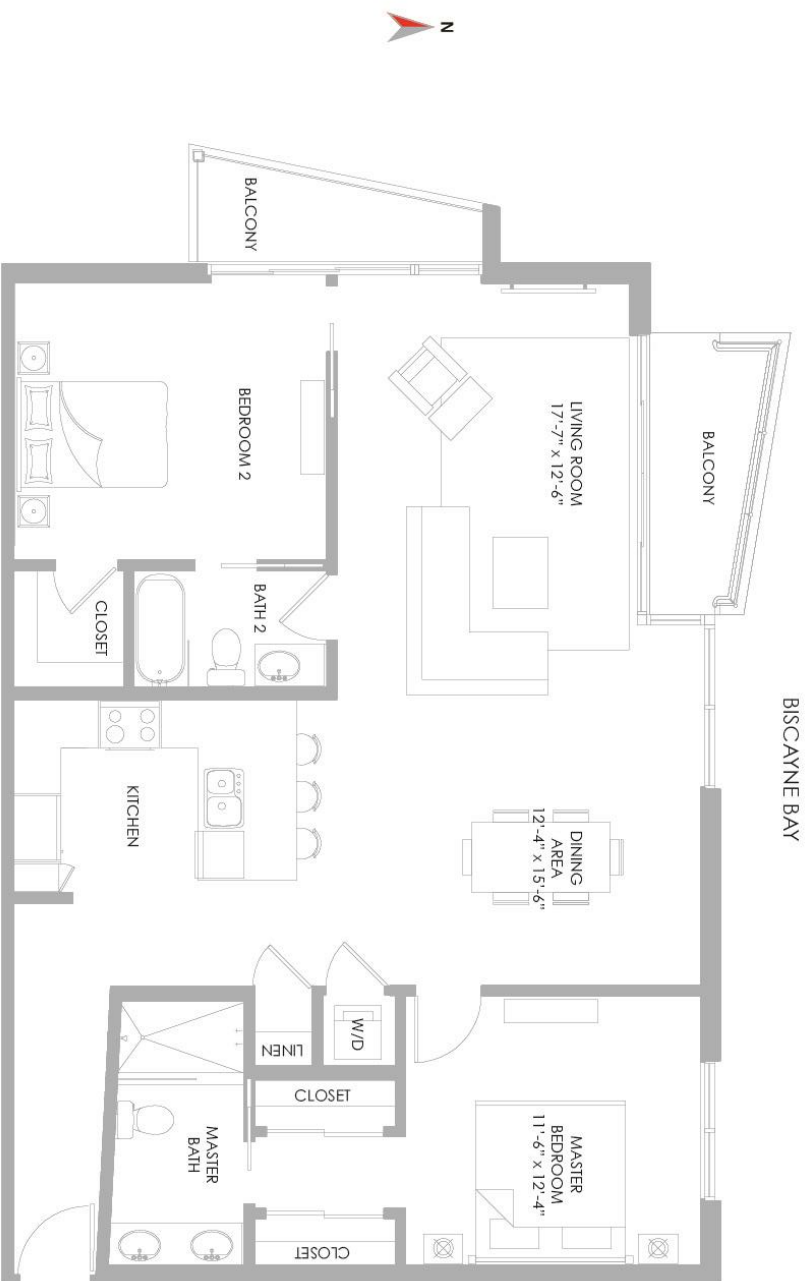 N
BALCONY
BALCONY
LIVING ROOM
17'-7" x 12'-6"
BEDROOM 2
BATH 2
CLOSET
BISCAYNE BAY
KITCHEN
DINING
AREA
12'-4" x 15'-6"
W/D
LINEN
CLOSET
MASTER
BATH
MASTER
BEDROOM
11'-6" x 12'-4"
CLOSET